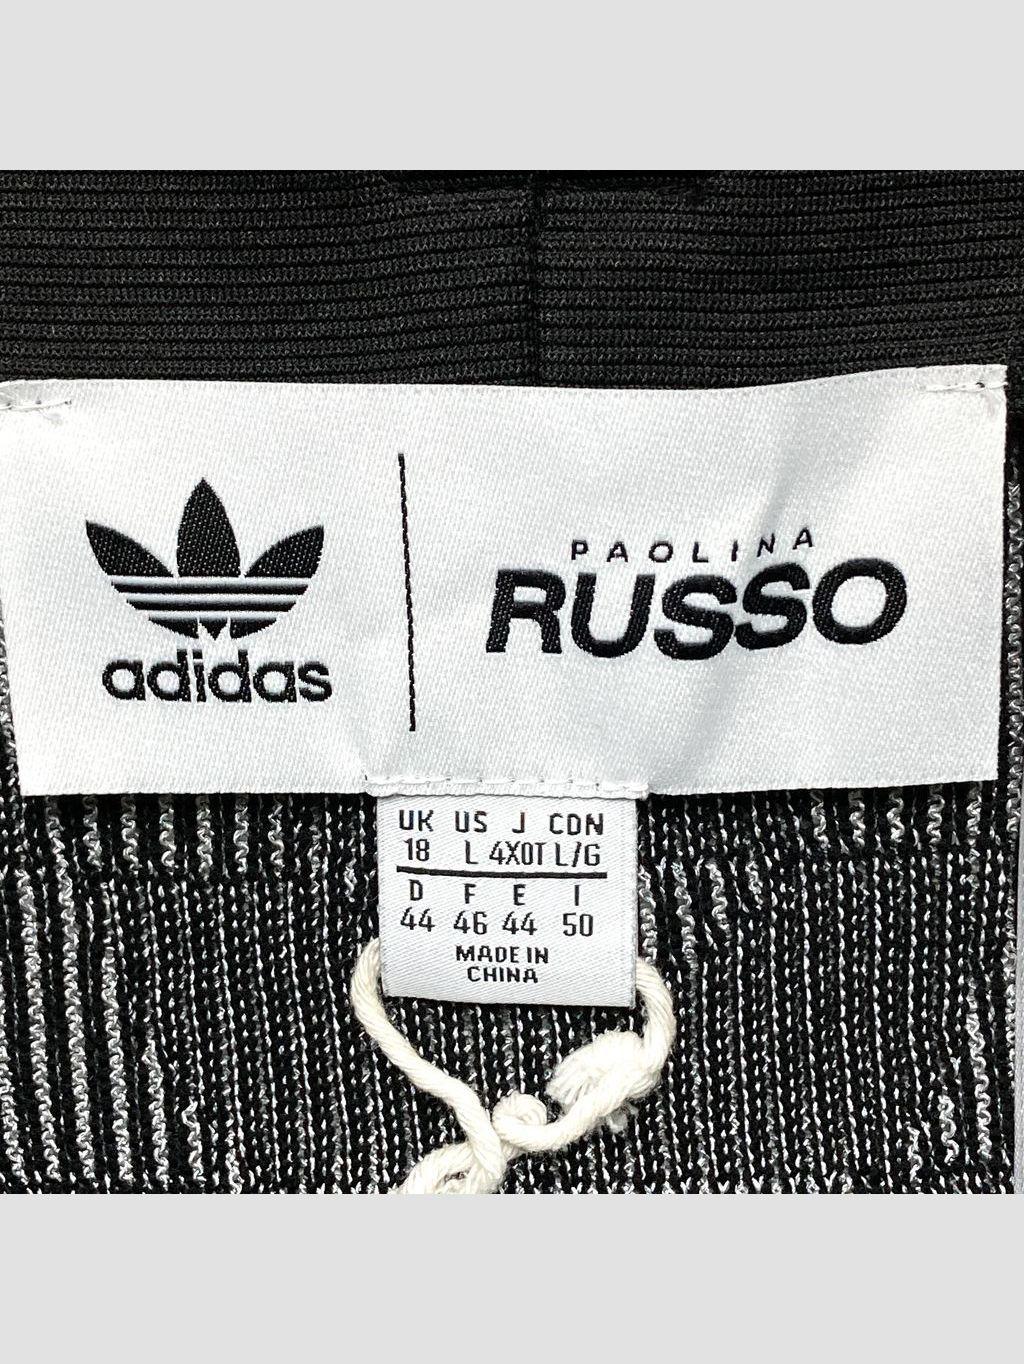 adidas
PAOLINA
RUSSO
UK US J CDN
18 L 4XOT L/G
D F E I
44 46 44 50
MADE IN
CHINA